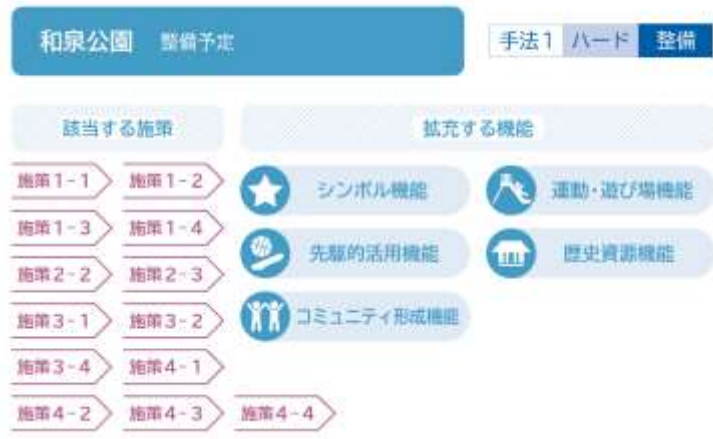 和泉公園 整備予定
手法1 ハード 整備
該当する施策
拡充する機能
施策1-1 施策1-2
施策1-3 施策1-4
施策2-2 施策2-3
施策3-1 施策3-2
施策3-4 施策4-1
施策4-2 施策4-3 施策4-4
シンボル機能
運動・遊び場機能
先駆的活用機能
歴史資源機能
コミュニティ形成機能